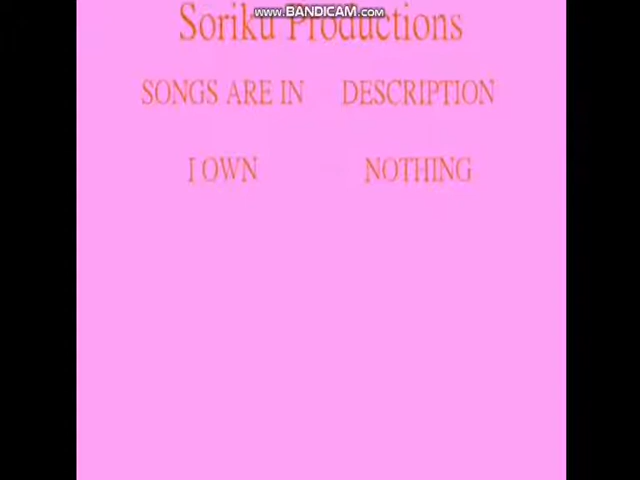 www.BANDICAM.com
Soriku Productions
SONGS ARE IN DESCRIPTION
I OWN NOTHING